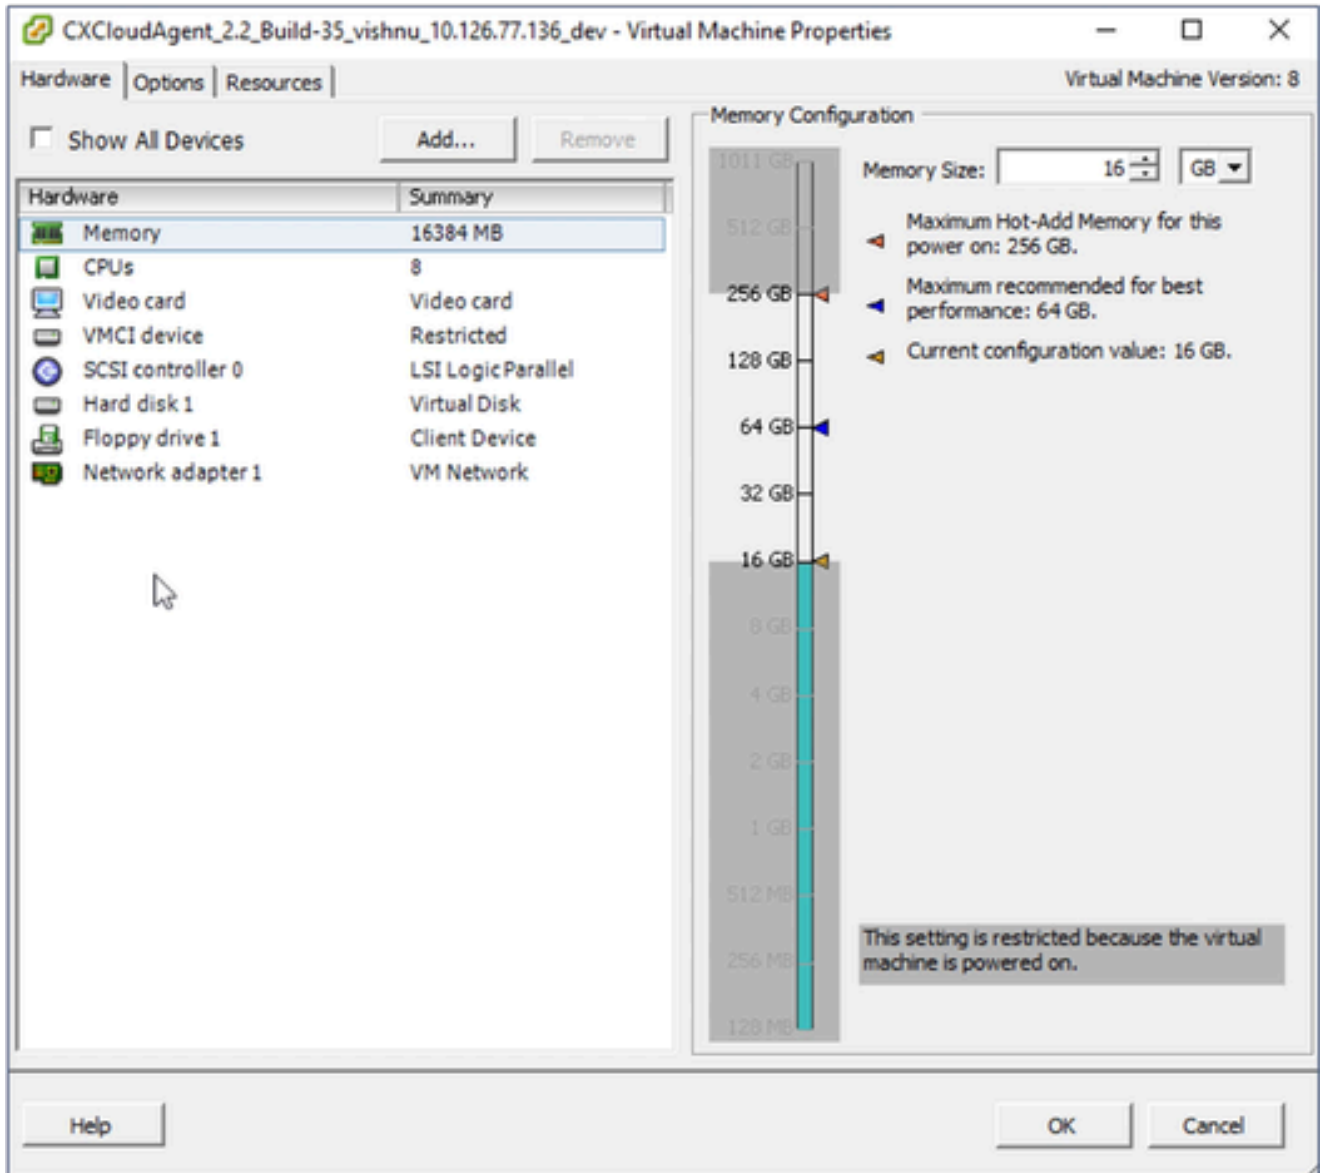 CXCloudAgent_2.2_Build-35_vishnu_10.126.77.136_dev - Virtual Machine Properties
Hardware Options Resources Virtual Machine Version: 8
Show All Devices Add... Remove
Hardware Summary
Memory 16384 MB
CPUs 8
Video card Video card
VMCI device Restricted
SCSI controller 0 LSI Logic Parallel
Hard disk 1 Virtual Disk
Floppy drive 1 Client Device
Network adapter 1 VM Network
Memory Configuration
1011 GB
512 GB
256 GB
128 GB
64 GB
32 GB
16 GB
8 GB
4 GB
2 GB
1 GB
512 MB
256 MB
128 MB
Memory Size: 16 GB
Maximum Hot-Add Memory for this
power on: 256 GB.
Maximum recommended for best
performance: 64 GB.
Current configuration value: 16 GB.
This setting is restricted because the virtual
machine is powered on.
Help OK Cancel